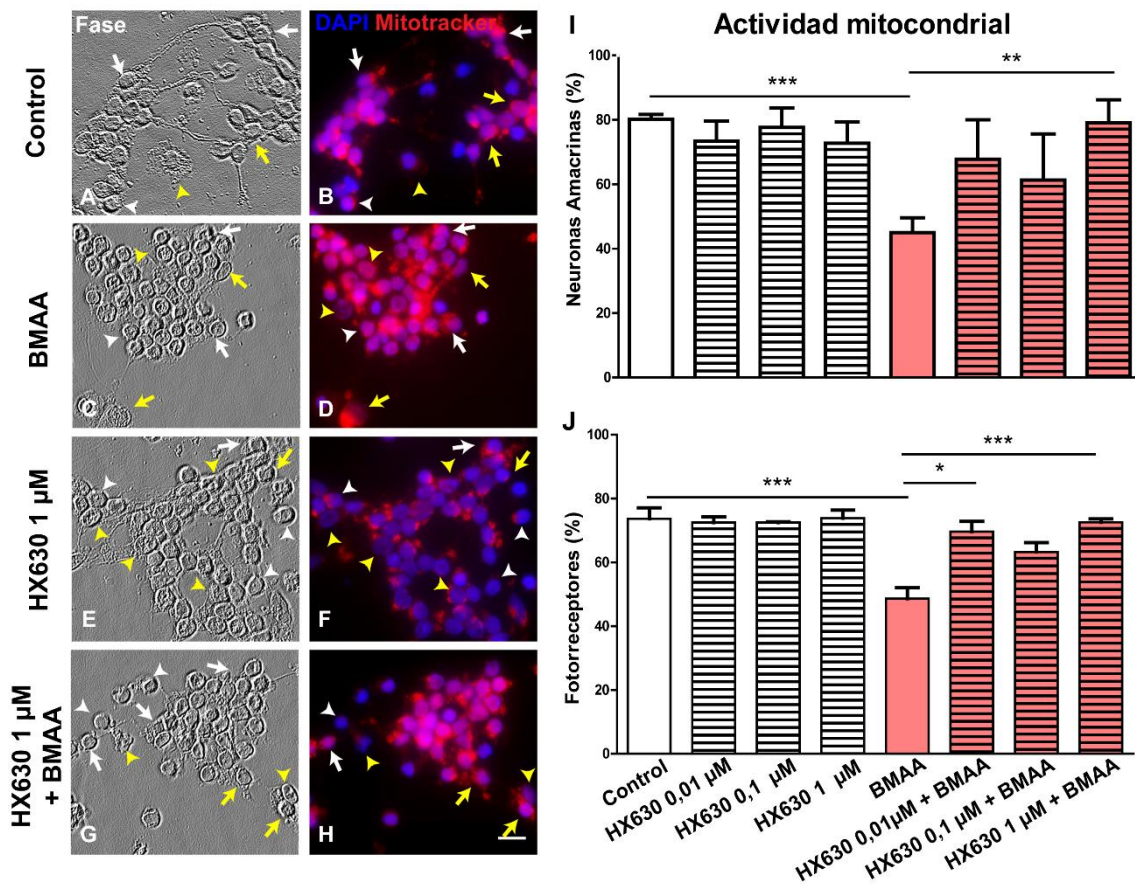 Fase
DAPI Mitotracker
Control
A
B
BMAA
C
D
HX630 1 µM
E
F
HX630 1 µM
+ BMAA
G
H
I
Actividad mitocondrial
Neuronas Amacrinas (%)
80
60
40
20
0
100
***
**
J
Fotorreceptores (%)
100
80
60
40
20
0
***
*
***
Control
HX630 0,01 µM
HX630 0,1 µM
HX630 1 µM
BMAA
HX630 0,01µM + BMAA
HX630 0,1 µM + BMAA
HX630 1 µM + BMAA